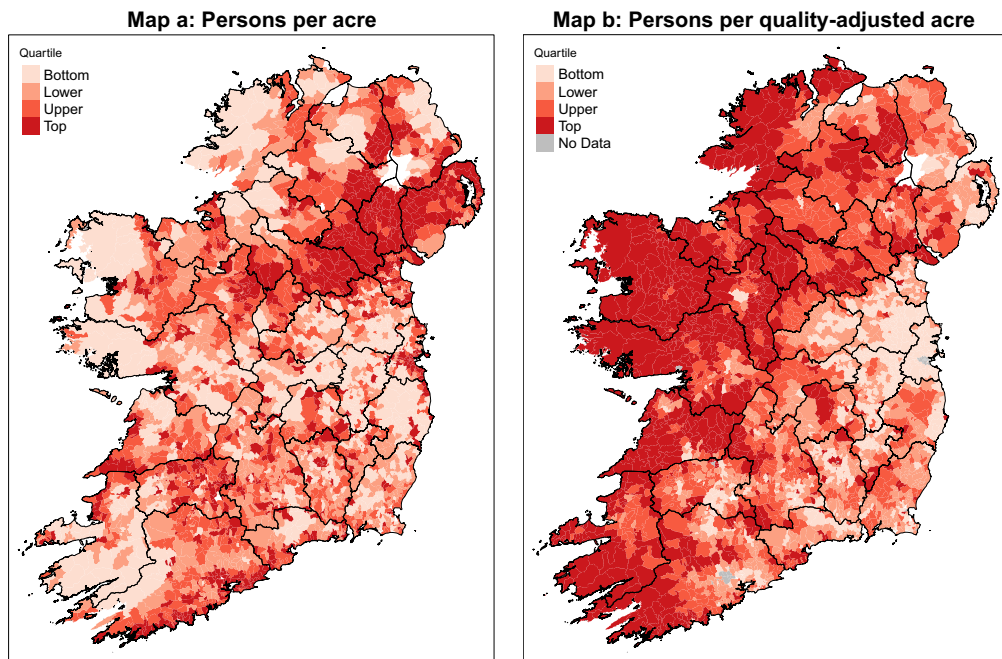 Map a: Persons per acre
Quartile
Bottom
Lower
Upper
Top
Map b: Persons per quality-adjusted acre
Quartile
Bottom
Lower
Upper
Top
No Data